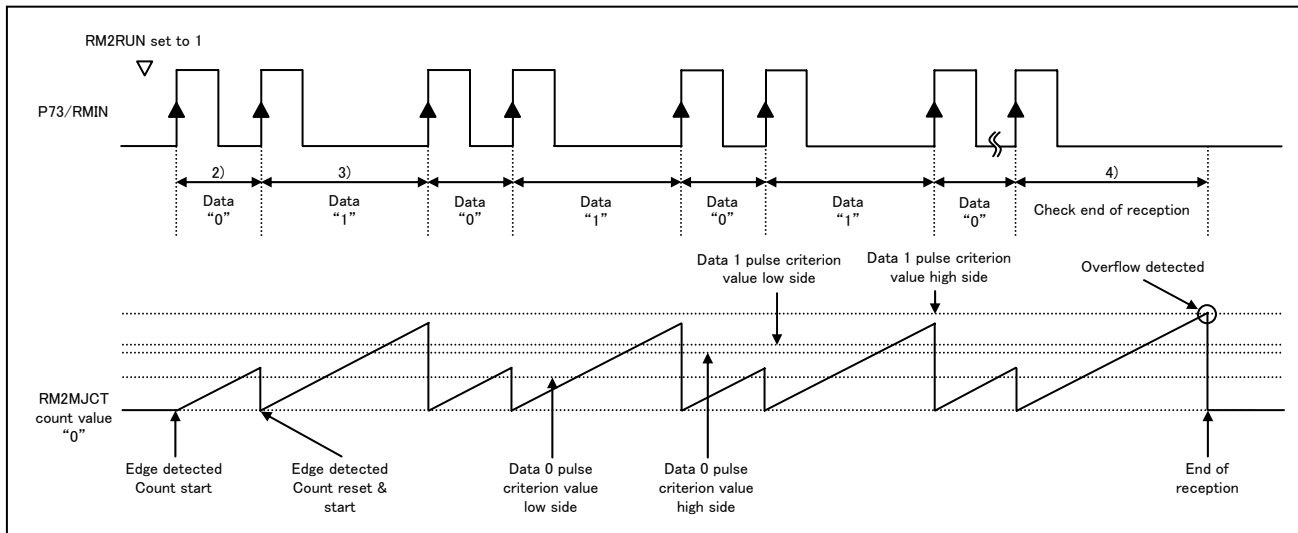 RM2RUN set to 1
P73/RMIN
2)
3)
4)
Data
“0”
Data
“1”
Data
“0”
Data
“1”
Data
“0”
Data
“1”
Data
“0”
Check end of reception
Data 1 pulse criterion
value low side
Data 1 pulse criterion
value high side
Overflow detected
RM2MJCT
count value
“0”
Edge detected
Count start
Edge detected
Count reset &
start
Data 0 pulse
criterion value
low side
Data 0 pulse
criterion value
high side
End of
reception